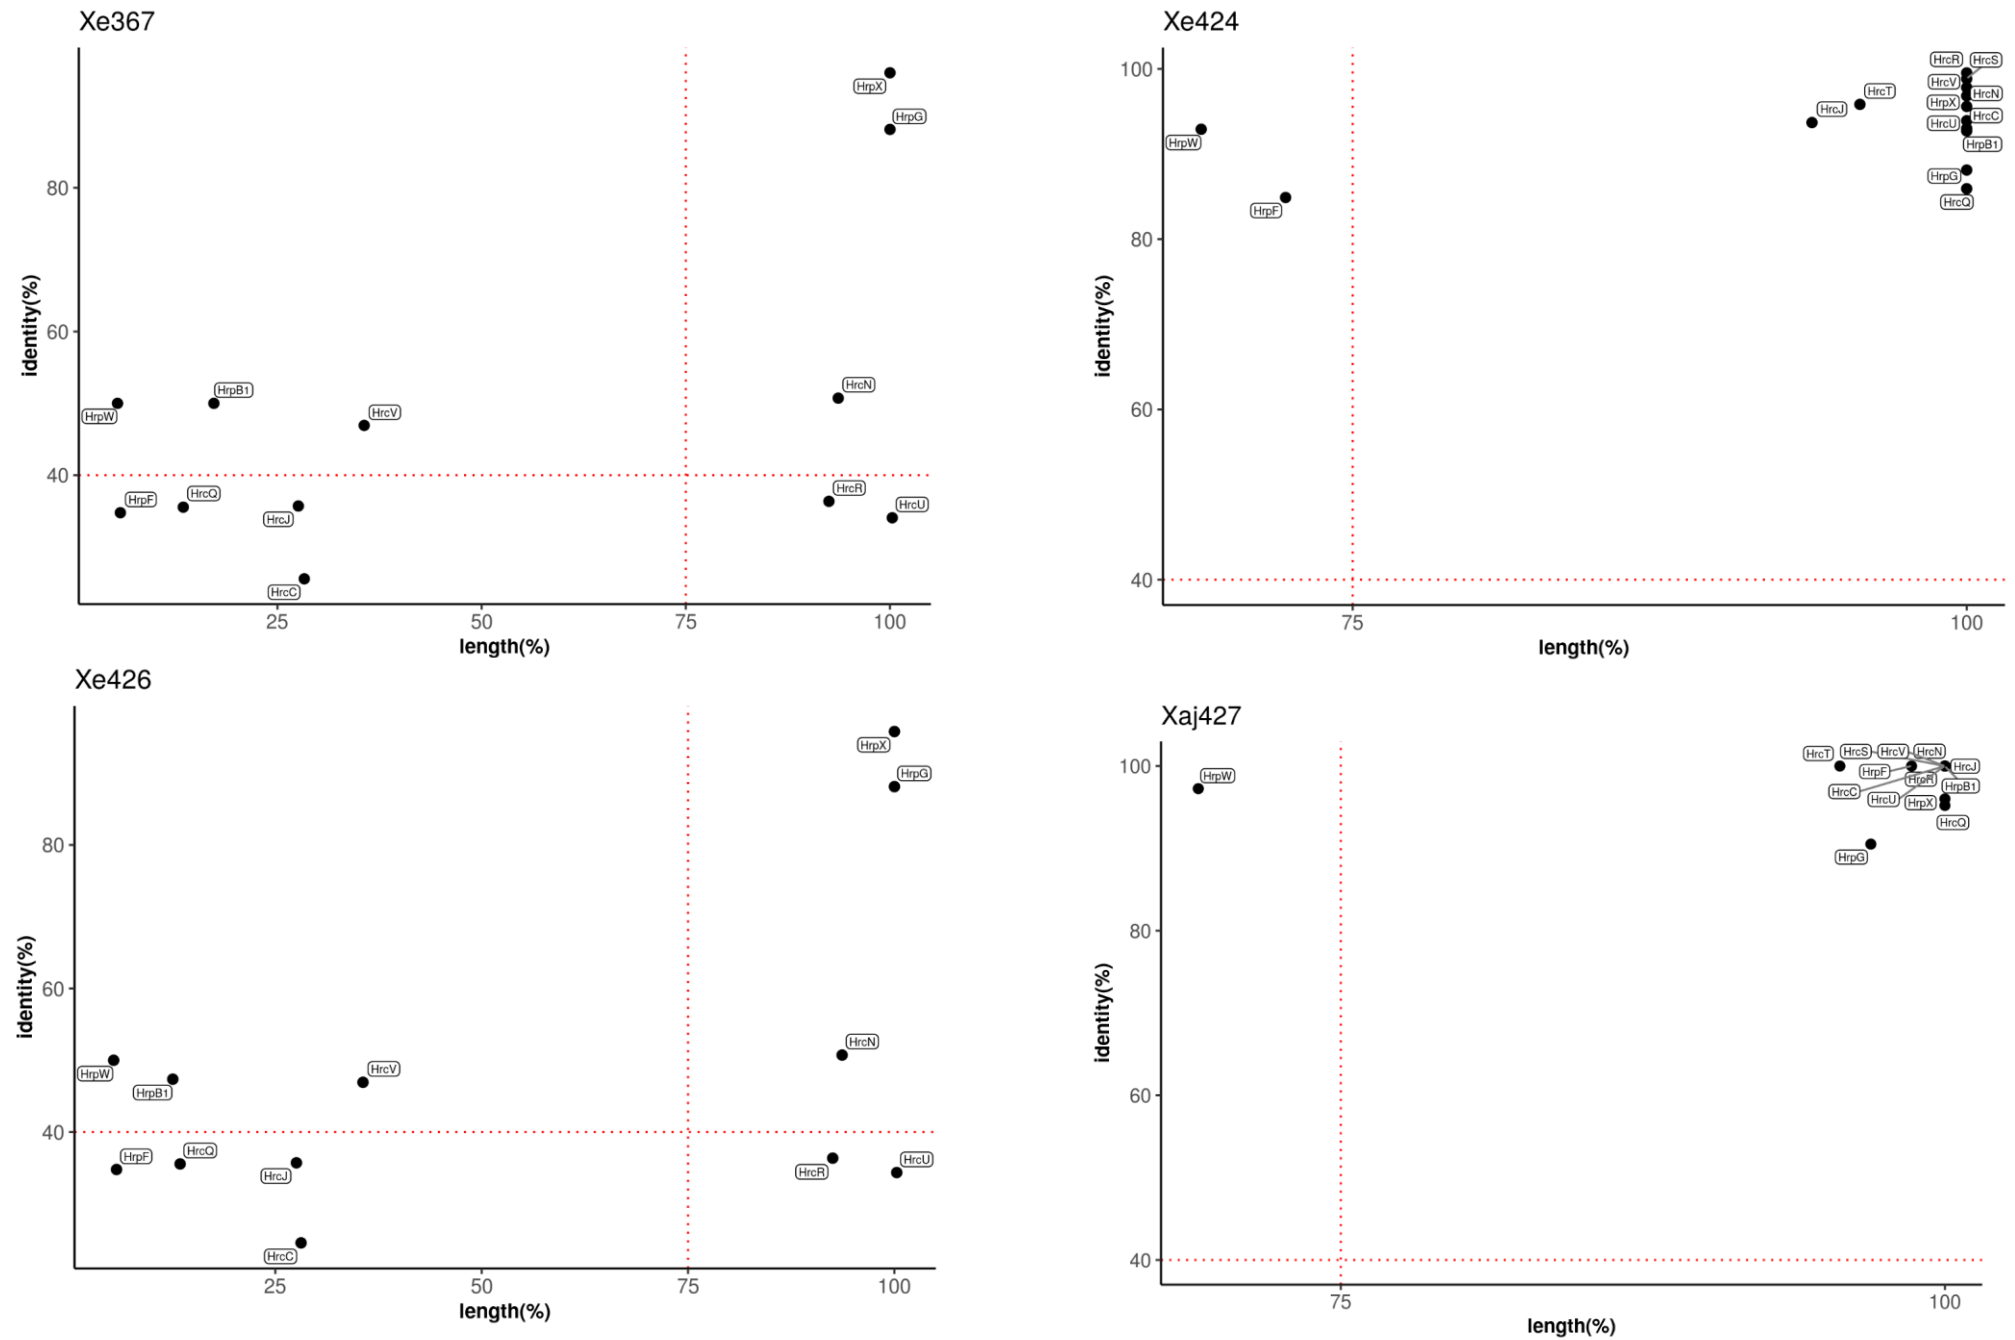 Xe367
identity(%)
80
60
40
HrpX
HrpG
HrpW
HrpB1
HrcV
HrcN
HrpF
HrcQ
HrcJ
HrcR
HrcU
HrcC
25 50 75 100
length(%)
Xe424
identity(%)
100
80
60
40
HrcR HrcS
HrcT
HrcV
HrcN
HrcJ
HrpX
HrcC
HrcU
HrpW
HrpB1
HrpG
HrcQ
HrpF
75 100
length(%)
Xe426
identity(%)
80
60
40
HrpX
HrpG
HrcN
HrpW
HrcV
HrpB1
HrpF
HrcQ
HrcJ
HrcR
HrcU
HrcC
25 50 75 100
length(%)
Xaj427
identity(%)
100
80
60
40
HrcT HrcS HrcV HrcN
HrpW
HrpF
HrcJ
HrcR
HrpB1
HrcC
HrcU
HrpX
HrcQ
HrpG
75 100
length(%)